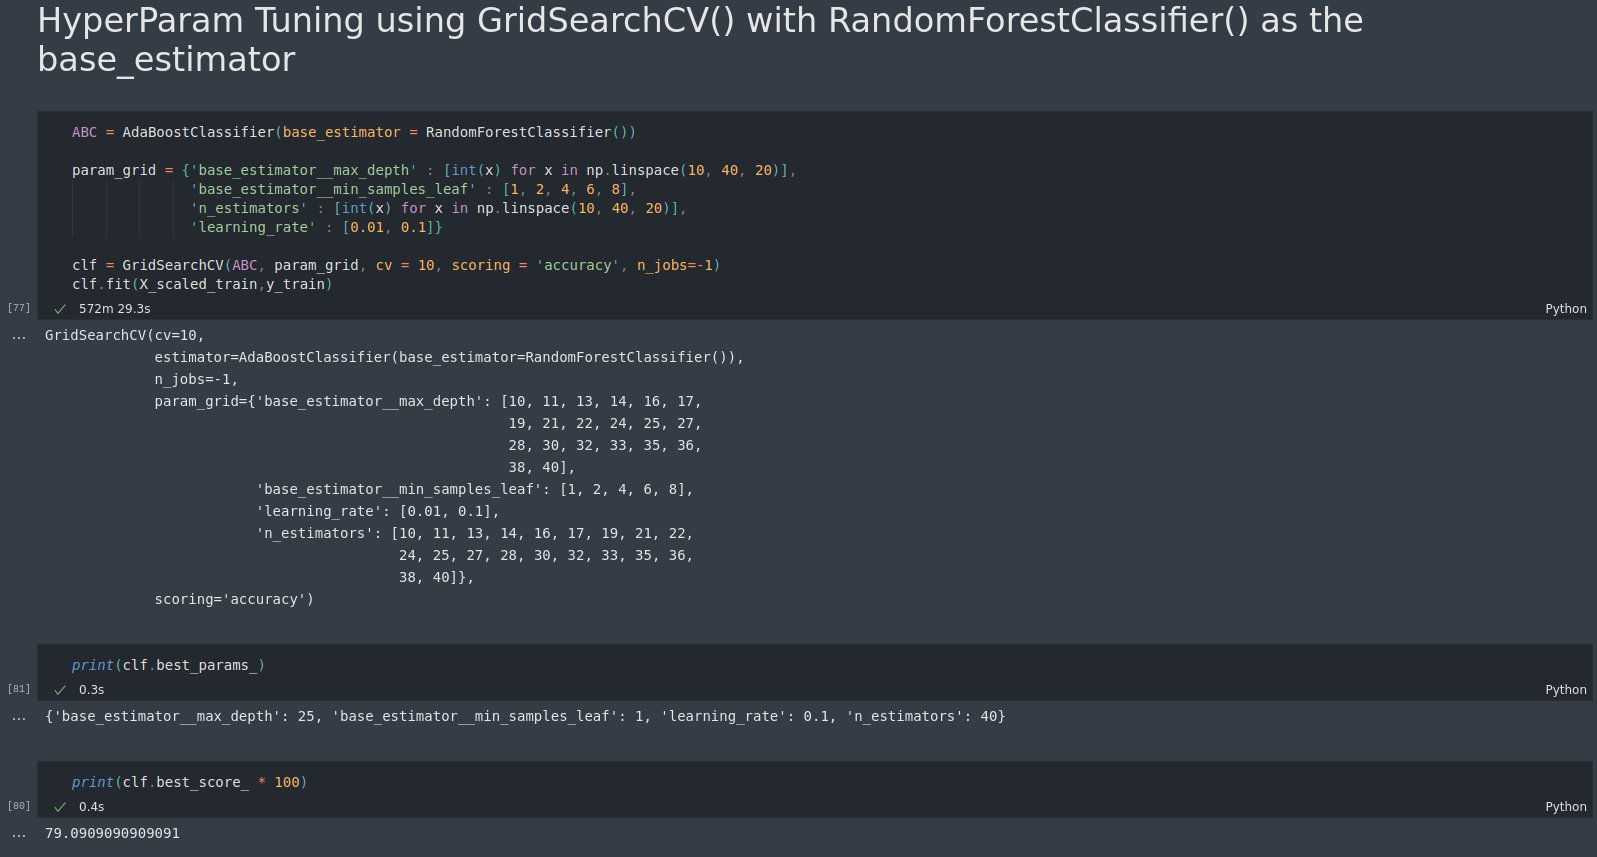 HyperParam Tuning using GridSearchCV() with RandomForestClassifier() as the
base_estimator
ABC = AdaBoostClassifier(base_estimator = RandomForestClassifier())
param_grid = {'base_estimator__max_depth' : [int(x) for x in np.linspace(10, 40, 20)],
'base_estimator__min_samples_leaf' : [1, 2, 4, 6, 8],
'n_estimators' : [int(x) for x in np.linspace(10, 40, 20)],
'learning_rate' : [0.01, 0.1]}
clf = GridSearchCV(ABC, param_grid, cv = 10, scoring = 'accuracy', n_jobs=-1)
clf.fit(X_scaled_train,y_train)
[77] ✓ 572m 29.3s Python
... GridSearchCV(cv=10,
estimator=AdaBoostClassifier(base_estimator=RandomForestClassifier()),
n_jobs=-1,
param_grid={'base_estimator__max_depth': [10, 11, 13, 14, 16, 17,
19, 21, 22, 24, 25, 27,
28, 30, 32, 33, 35, 36,
38, 40],
'base_estimator__min_samples_leaf': [1, 2, 4, 6, 8],
'learning_rate': [0.01, 0.1],
'n_estimators': [10, 11, 13, 14, 16, 17, 19, 21, 22,
24, 25, 27, 28, 30, 32, 33, 35, 36,
38, 40]},
scoring='accuracy')
print(clf.best_params_)
[81] ✓ 0.3s Python
... {'base_estimator__max_depth': 25, 'base_estimator__min_samples_leaf': 1, 'learning_rate': 0.1, 'n_estimators': 40}
print(clf.best_score_ * 100)
[80] ✓ 0.4s Python
... 79.0909090909091